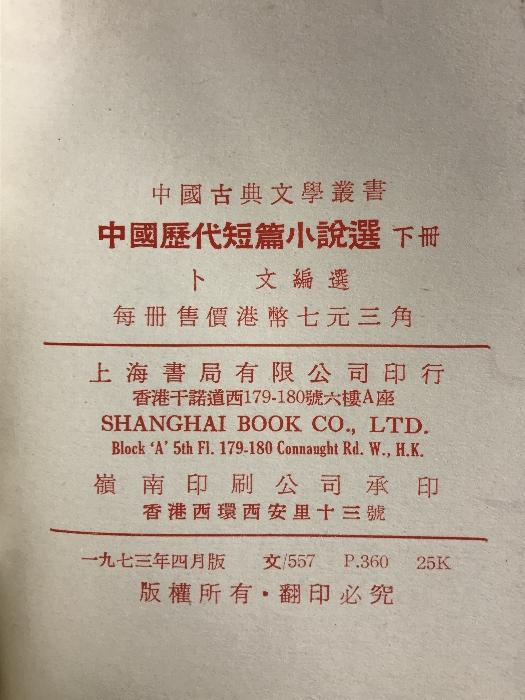 中國古典文學叢書
中國歷代短篇小說選 下冊
卜 文編選
每册售價港幣七元三角
上海書局有限公司印行
香港干諾道西179-180號六樓A座
SHANGHAI BOOK CO., LTD.
Block ‘A’ 5th Fl. 179-180 Connaught Rd. W., H.K.
嶺南印刷公司承印
香港西環西安里十三號
一九七三年四月版 文/557 P.360 25K
版權所有·翻印必究